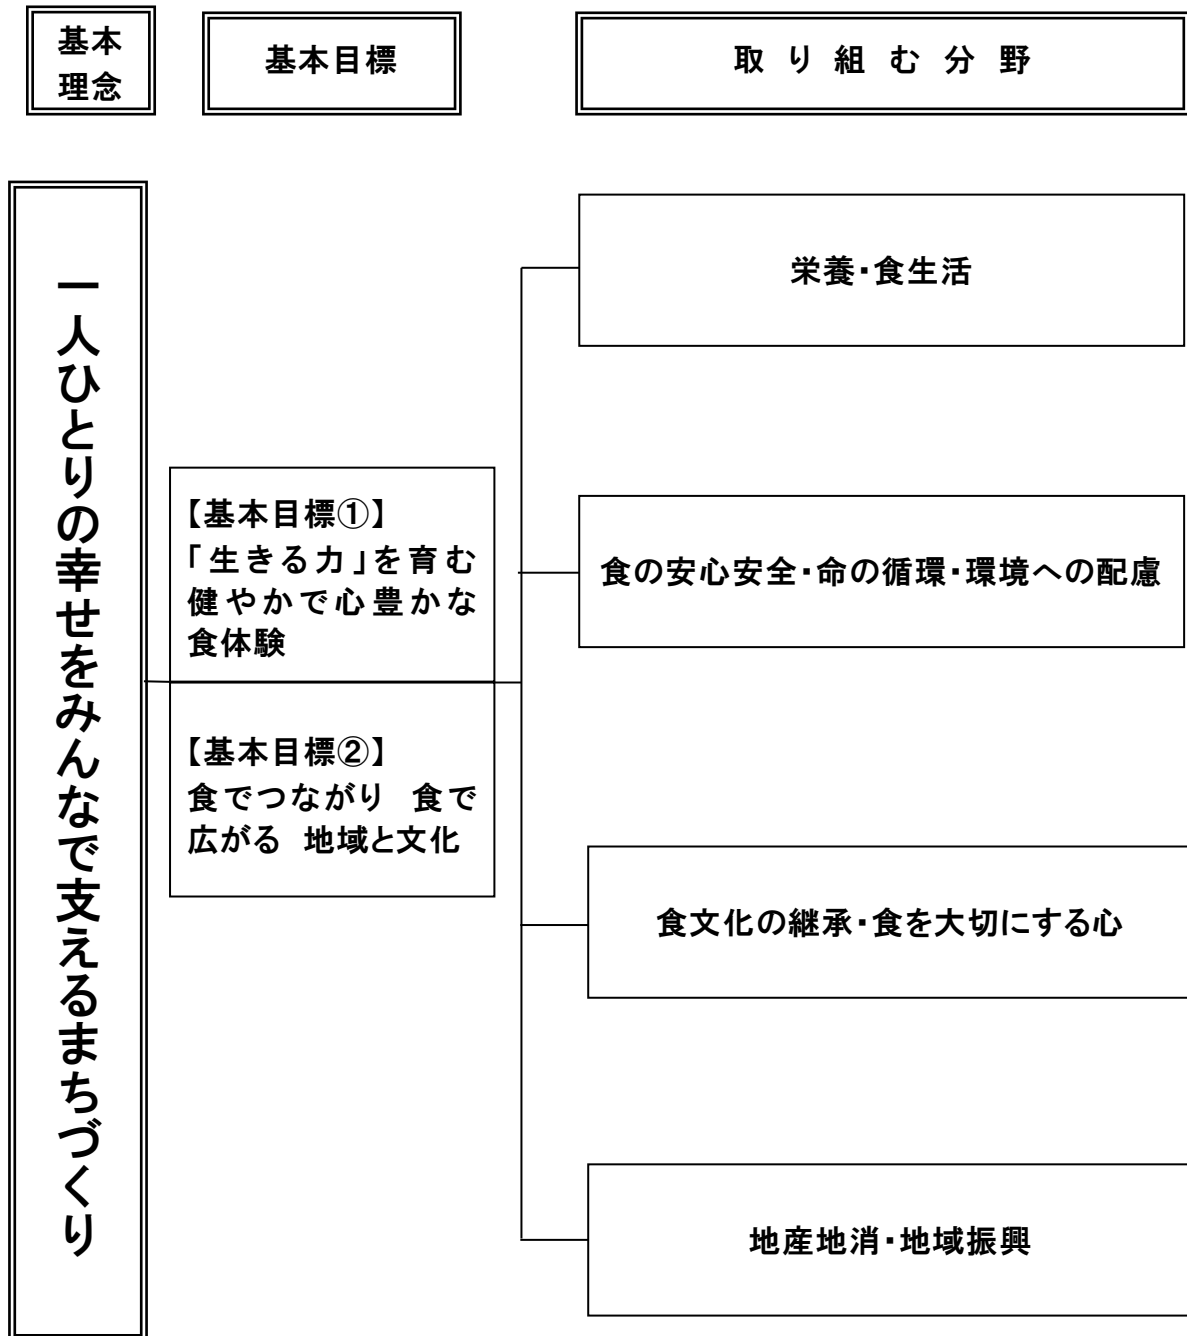 基本
理念
基本目標
取り組む分野
一人ひとりの幸せをみんなで支えるまちづくり
【基本目標①】
「生きる力」を育む
健やかで心豊かな
食体験
【基本目標②】
食でつながり　食で
広がる　地域と文化
栄養・食生活
食の安心安全・命の循環・環境への配慮
食文化の継承・食を大切にする心
地産地消・地域振興